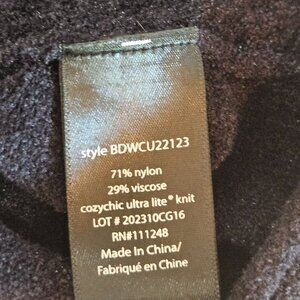 style BDWCU22123
71% nylon
29% viscose
cozychic ultra lite® knit
LOT # 202310CG16
RN#111248
Made in China/
Fabriqué en Chine